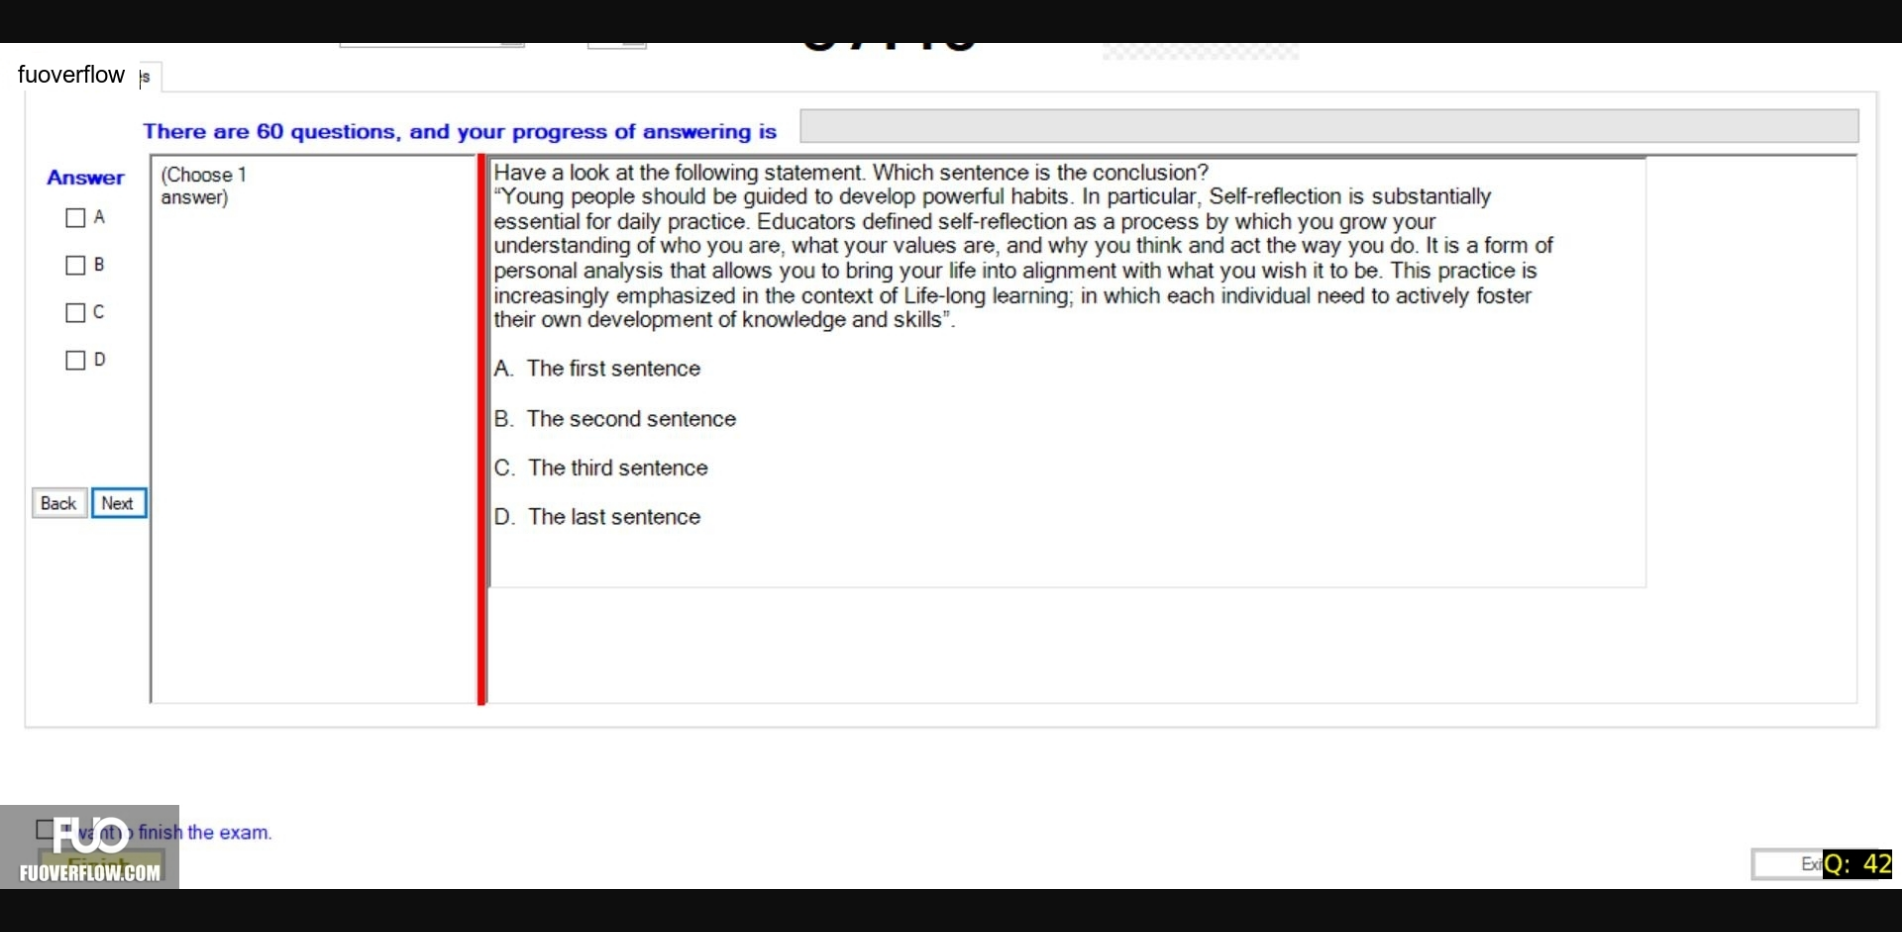 fuoverflow
There are 60 questions, and your progress of answering is
Answer
(Choose 1
answer)
A
B
C
D
Back
Next
Have a look at the following statement. Which sentence is the conclusion?
“Young people should be guided to develop powerful habits. In particular, Self-reflection is substantially
essential for daily practice. Educators defined self-reflection as a process by which you grow your
understanding of who you are, what your values are, and why you think and act the way you do. It is a form of
personal analysis that allows you to bring your life into alignment with what you wish it to be. This practice is
increasingly emphasized in the context of Life-long learning; in which each individual need to actively foster
their own development of knowledge and skills”.
A. The first sentence
B. The second sentence
C. The third sentence
D. The last sentence
want to finish the exam.
FUO
FUOVERFLOW.COM
Q: 42